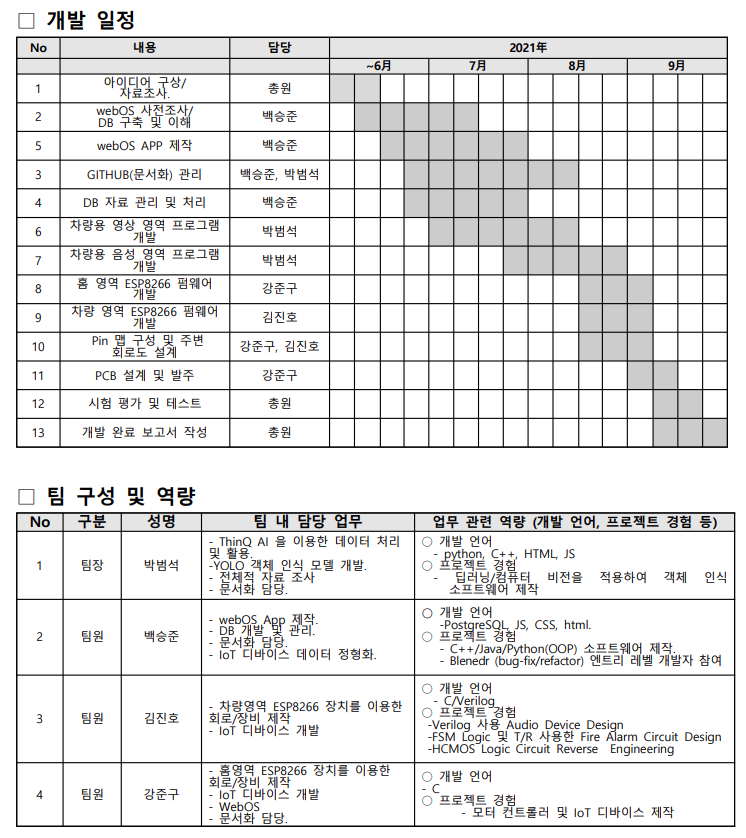 □ 개발 일정
No 내용 담당 2021年
~6月 7月 8月 9月
1 아이디어 구상/
자료조사. 총원
2 webOS 사전조사/
DB 구축 및 이해 백승준
5 webOS APP 제작 백승준
3 GITHUB(문서화) 관리 백승준, 박범석
4 DB 자료 관리 및 처리 백승준
6 차량용 영상 영역 프로그램
개발 박범석
7 차량용 음성 영역 프로그램
개발 박범석
8 홈 영역 ESP8266 펌웨어
개발 강준구
9 차량 영역 ESP8266 펌웨어
개발 김진호
10 Pin 맵 구성 및 주변
회로도 설계 강준구, 김진호
11 PCB 설계 및 발주 강준구
12 시험 평가 및 테스트 총원
13 개발 완료 보고서 작성 총원
□ 팀 구성 및 역량
No 구분 성명 팀 내 담당 업무 업무 관련 역량 (개발 언어, 프로젝트 경험 등)
1 팀장 박범석
- ThinQ AI 을 이용한 데이터 처리
및 활용.
-YOLO 객체 인식 모델 개발.
- 전체적 자료 조사
- 문서화 담당.
○ 개발 언어
- python, C++, HTML, JS
○ 프로젝트 경험
- 딥러닝/컴퓨터 비전을 적용하여 객체 인식
소프트웨어 제작
2 팀원 백승준
- webOS App 제작.
- DB 개발 및 관리.
- 문서화 담당.
- IoT 디바이스 데이터 정형화.
○ 개발 언어
-PostgreSQL, JS, CSS, html.
○ 프로젝트 경험
- C++/Java/Python(OOP) 소프트웨어 제작.
- Blenedr (bug-fix/refactor) 엔트리 레벨 개발자 참여
3 팀원 김진호
- 차량영역 ESP8266 장치를 이용한
회로/장비 제작
- IoT 디바이스 개발
○ 개발 언어
- C/Verilog
○ 프로젝트 경험
-Verilog 사용 Audio Device Design
-FSM Logic 및 T/R 사용한 Fire Alarm Circuit Design
-HCMOS Logic Circuit Reverse Engineering
4 팀원 강준구
- 홈영역 ESP8266 장치를 이용한
회로/장비 제작
- IoT 디바이스 개발
- WebOS
- 문서화 담당.
○ 개발 언어
- C
○ 프로젝트 경험
- 모터 컨트롤러 및 IoT 디바이스 제작